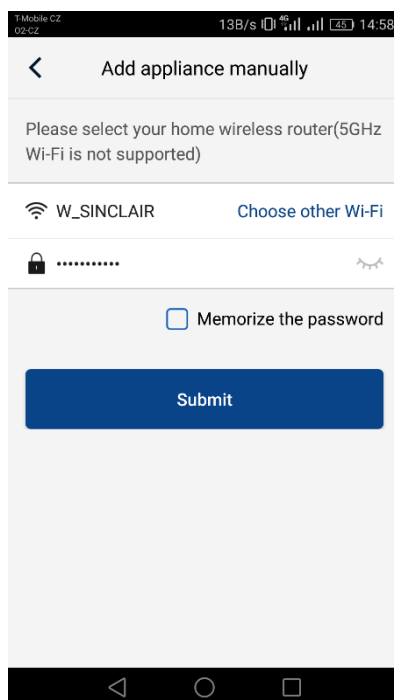 T-Mobile CZ
O2-CZ
13B/s 4G 45 14:58
Add appliance manually
Please select your home wireless router(5GHz
Wi-Fi is not supported)
W_SINCLAIR Choose other Wi-Fi
•••••••••••
Memorize the password
Submit